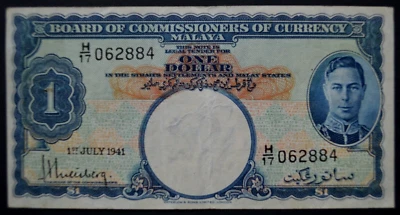 BOARD OF COMMISSIONERS OF CURRENCY
MALAYA
H/17 062884
THIS NOTE IS
LEGAL TENDER FOR
ONE
DOLLAR
IN THE STRAITS SETTLEMENTS AND MALAY STATES
1
1ST JULY 1941
H/17 062884
$1
$1